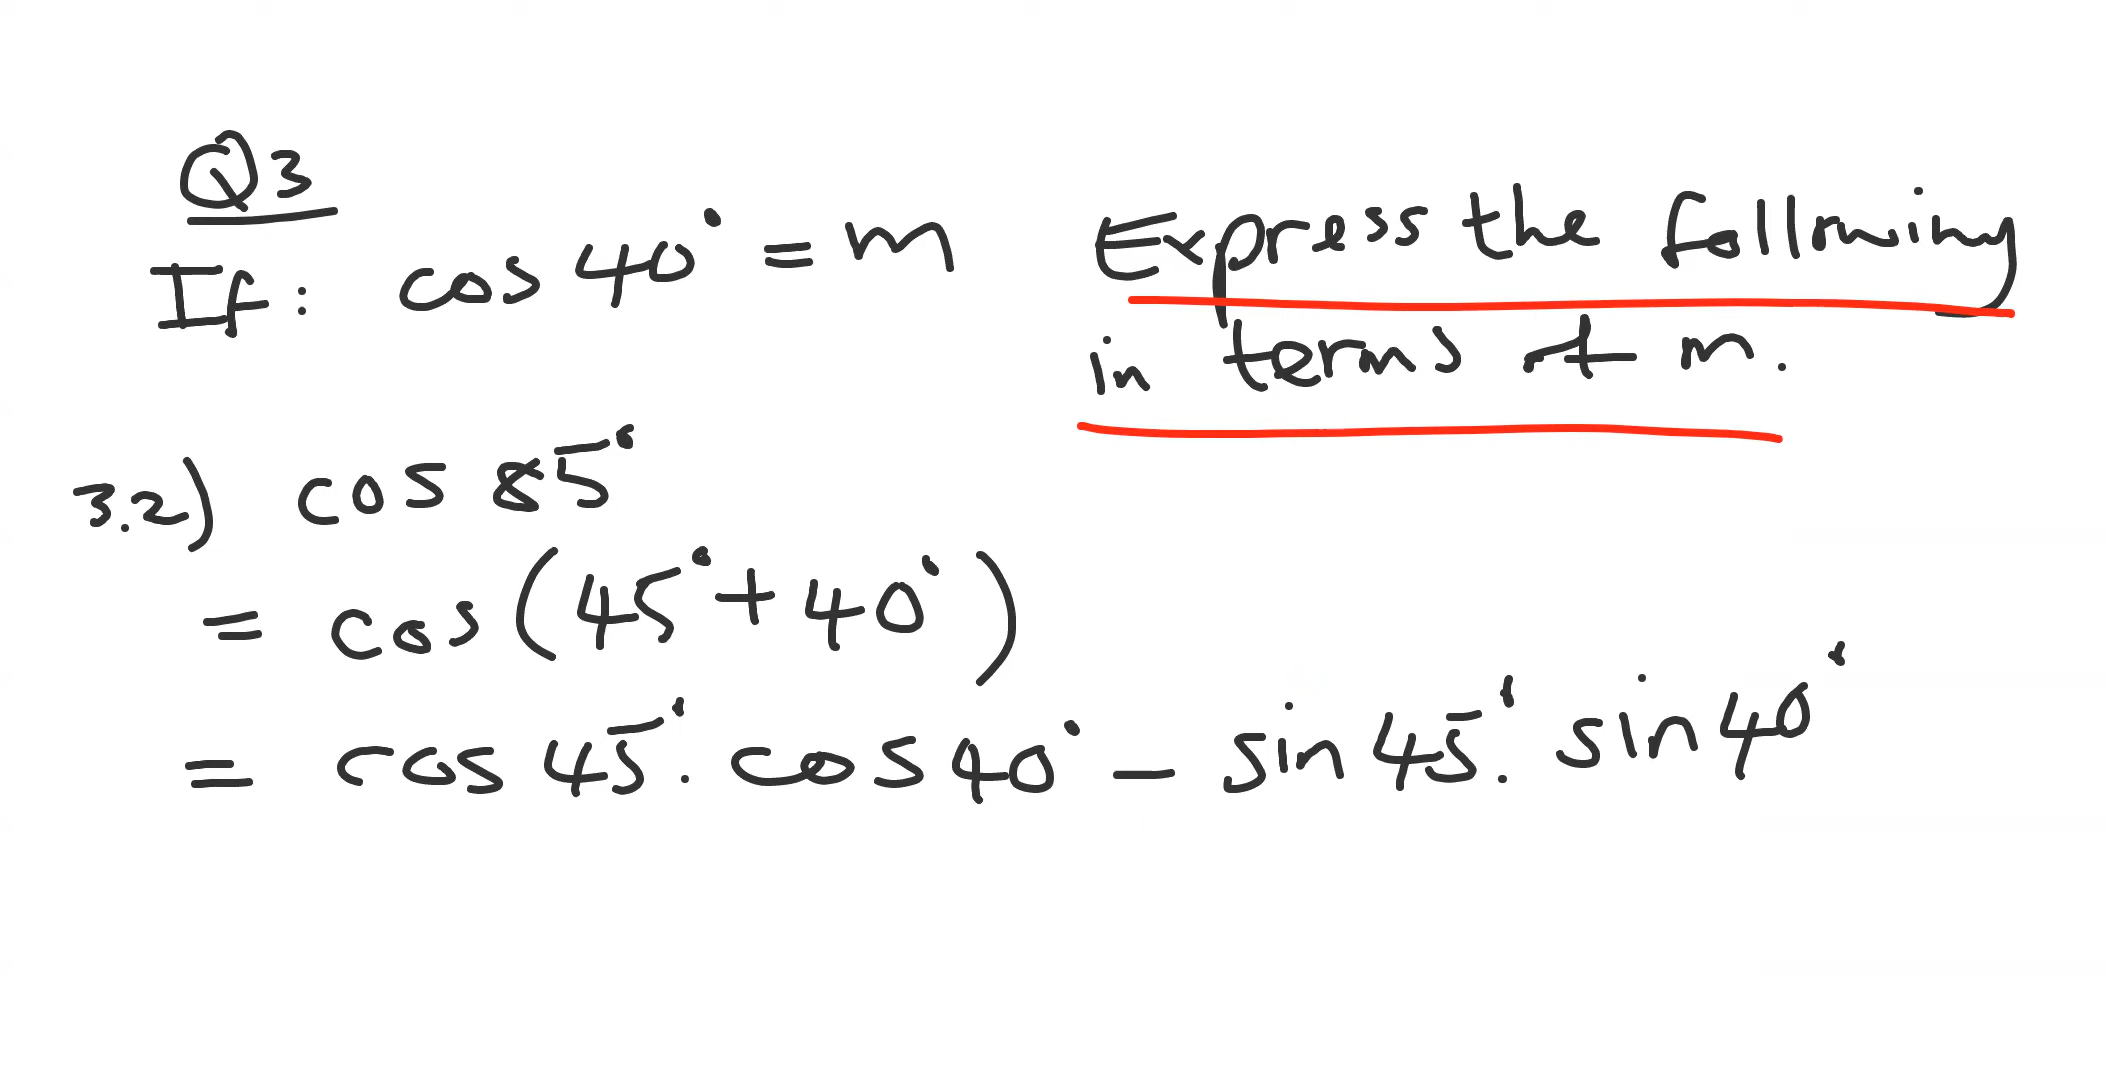 Q3
If: cos 40° = m
Express the following
in terms of m.
3.2) cos 85°
= cos (45° + 40°)
= cos 45° . cos 40° - sin 45° . sin 40°